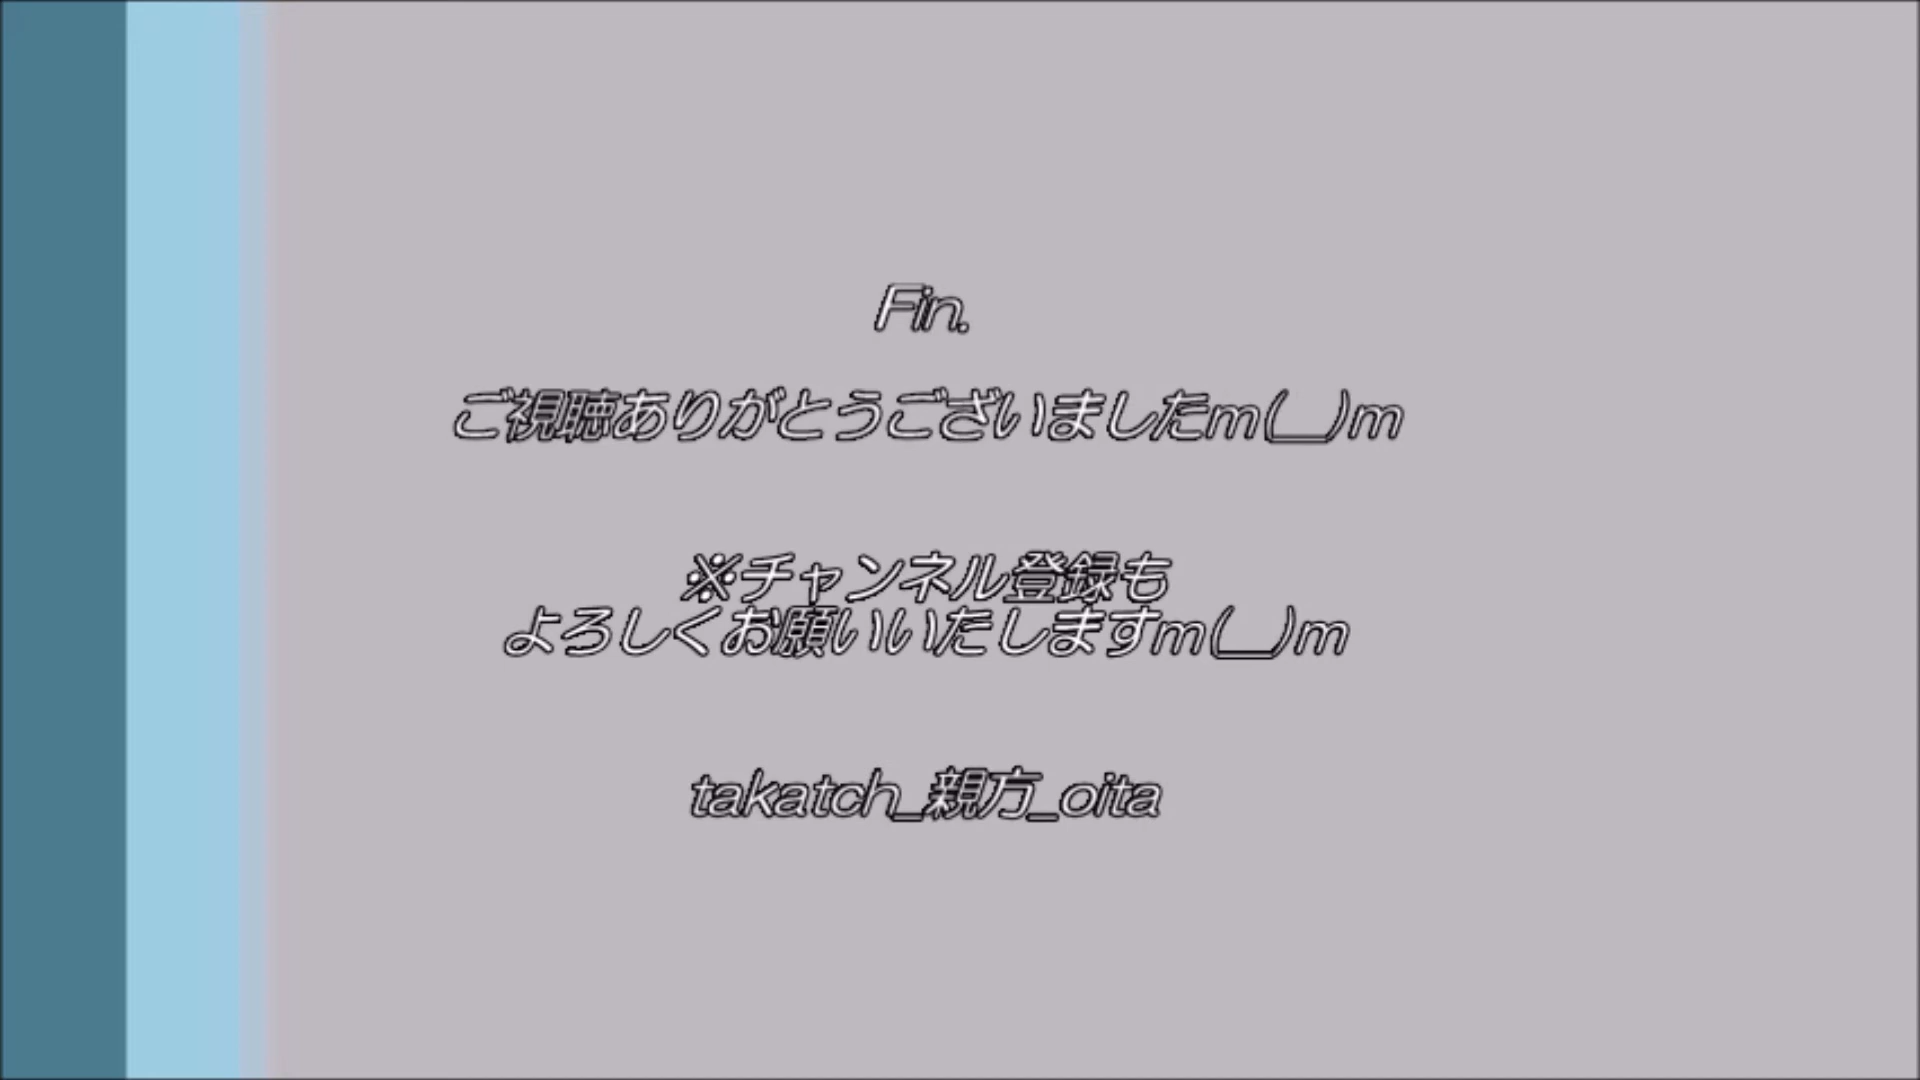 Fin.
ご視聴ありがとうございましたm(__)m
※チャンネル登録も
よろしくお願いいたしますm(__)m
takatch_親方_oita